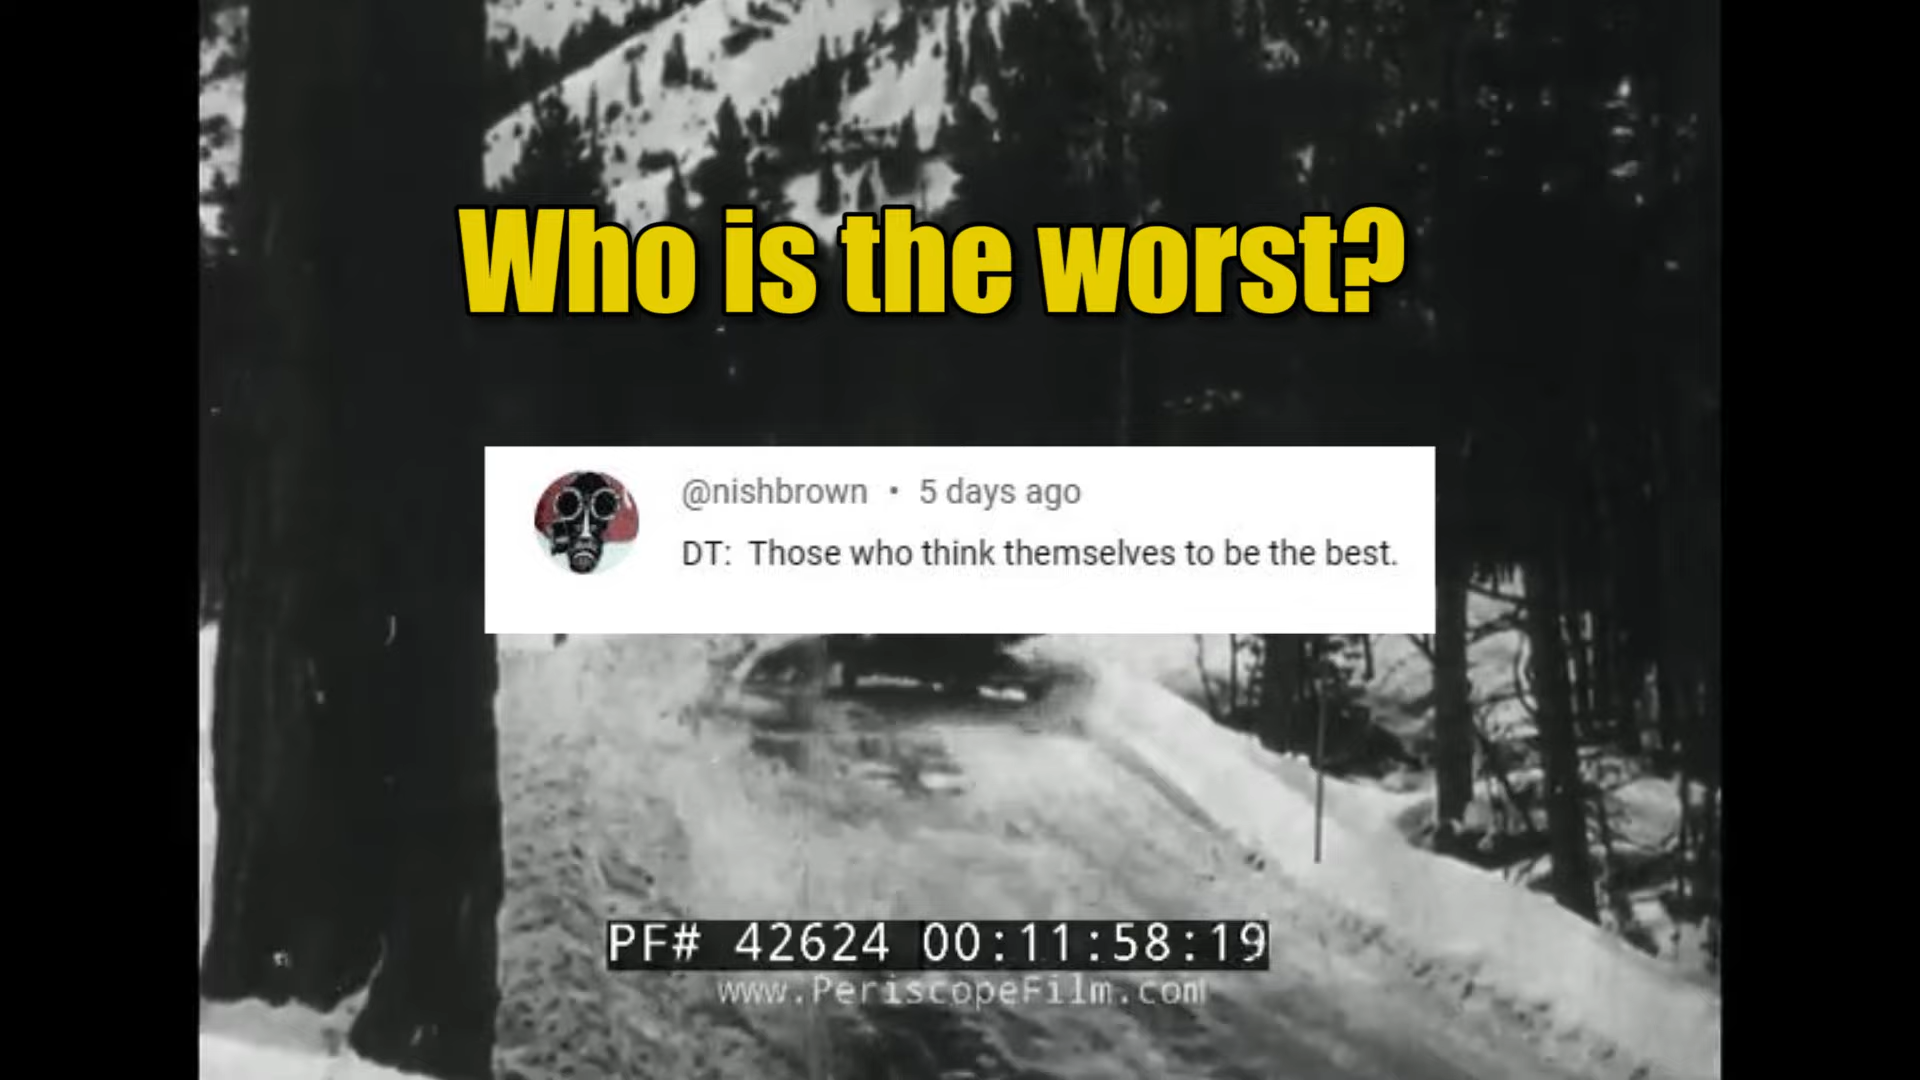 Who is the worst?
@nishbrown • 5 days ago
DT: Those who think themselves to be the best.
PF# 42624 00:11:58:19
www.PeriscopeFilm.com